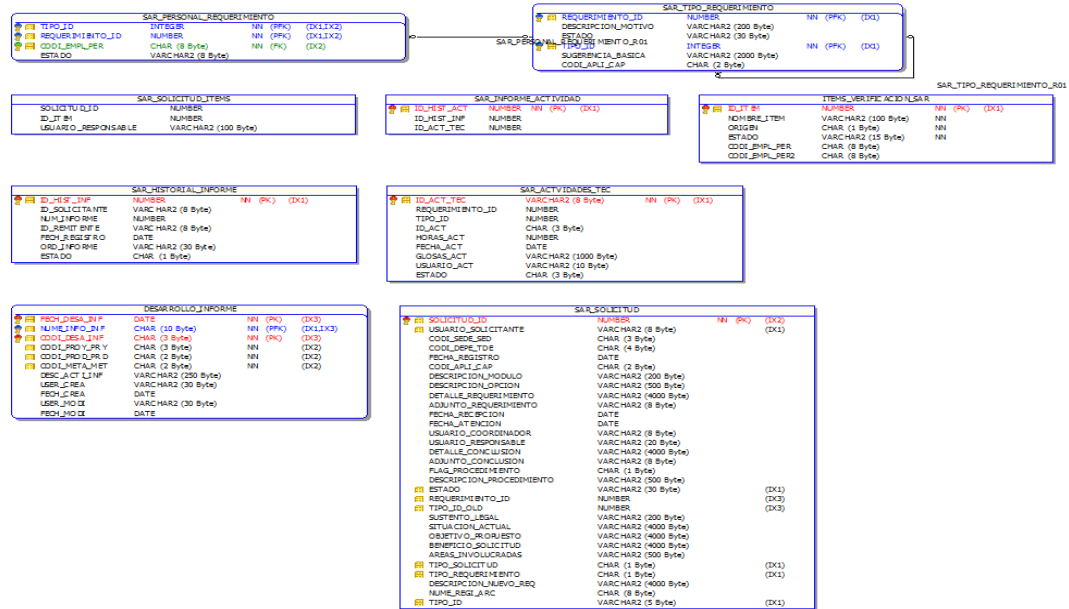 SAR_PERSONAL_REQUERIMIENTO
TIPO_ID INTEGER NN (PFK) (IX1,IX2)
REQUERIMIENTO_ID NUMBER NN (PFK) (IX1,IX2)
CODI_EMPL_PER CHAR (8 Byte) NN (FK) (IX2)
ESTADO VARCHAR2 (8 Byte)
SAR_PERSONAL_REQUERIMIENTO_R01
SAR_TIPO_REQUERIMIENTO
REQUERIMIENTO_ID NUMBER NN (PFK) (IX1)
DESCRIPCION_MOTIVO VARCHAR2 (200 Byte)
ESTADO VARCHAR2 (30 Byte)
TIPO_ID INTEGER NN (PFK) (IX1)
SUGERENCIA_BASICA VARCHAR2 (2000 Byte)
CODI_APLI_CAP CHAR (2 Byte)
SAR_TIPO_REQUERIMIENTO_R01
SAR_SOLICITUD_ITEMS
SOLICITUD_ID NUMBER
ID_ITEM NUMBER
USUARIO_RESPONSABLE VARCHAR2 (100 Byte)
SAR_INFORME_ACTIVIDAD
ID_HIST_ACT NUMBER NN (PK) (IX1)
ID_HIST_INF NUMBER
ID_ACT_TEC NUMBER
ITEMS_VERIFICACION_SAR
ID_ITEM NUMBER NN (PK) (IX1)
NOMBRE_ITEM VARCHAR2 (100 Byte) NN
ORIGEN CHAR (1 Byte) NN
ESTADO VARCHAR2 (15 Byte) NN
CODI_EMPL_PER CHAR (8 Byte)
CODI_EMPL_PER2 CHAR (8 Byte)
SAR_HISTORIAL_INFORME
ID_HIST_INF NUMBER NN (PK) (IX1)
ID_SOLICITANTE VARCHAR2 (8 Byte)
NUM_INFORME NUMBER
ID_REMITENTE VARCHAR2 (8 Byte)
FECH_REGISTRO DATE
ORD_INFORME VARCHAR2 (30 Byte)
ESTADO CHAR (1 Byte)
SAR_ACTVIDADES_TEC
ID_ACT_TEC VARCHAR2 (8 Byte) NN (PK) (IX1)
REQUERIMIENTO_ID NUMBER
TIPO_ID NUMBER
ID_ACT CHAR (3 Byte)
HORAS_ACT NUMBER
FECHA_ACT DATE
GLOSAS_ACT VARCHAR2 (1000 Byte)
USUARIO_ACT VARCHAR2 (10 Byte)
ESTADO CHAR (3 Byte)
DESARROLLO_INFORME
FECH_DESA_INF DATE NN (PK) (IX3)
NUME_INFO_INF CHAR (10 Byte) NN (PFK) (IX1,IX3)
CODI_DESA_INF CHAR (3 Byte) NN (PK) (IX3)
CODI_PROY_PRY CHAR (3 Byte) NN (IX2)
CODI_PROD_PRD CHAR (2 Byte) NN (IX2)
CODI_META_MET CHAR (2 Byte) NN (IX2)
DESC_ACTI_INF VARCHAR2 (250 Byte)
USER_CREA VARCHAR2 (30 Byte)
FECH_CREA DATE
USER_MODI VARCHAR2 (30 Byte)
FECH_MODI DATE
SAR_SOLICITUD
SOLICITUD_ID NUMBER NN (PK) (IX2)
USUARIO_SOLICITANTE VARCHAR2 (8 Byte) (IX1)
CODI_SEDE_SED CHAR (3 Byte)
CODI_DEPE_TDE CHAR (4 Byte)
FECHA_REGISTRO DATE
CODI_APLI_CAP CHAR (2 Byte)
DESCRIPCION_MODULO VARCHAR2 (200 Byte)
DESCRIPCION_OPCION VARCHAR2 (500 Byte)
DETALLE_REQUERIMIENTO VARCHAR2 (4000 Byte)
ADJUNTO_REQUERIMIENTO VARCHAR2 (8 Byte)
FECHA_RECEPCION DATE
FECHA_ATENCION DATE
USUARIO_COORDINADOR VARCHAR2 (8 Byte)
USUARIO_RESPONSABLE VARCHAR2 (20 Byte)
DETALLE_CONCLUSION VARCHAR2 (4000 Byte)
ADJUNTO_CONCLUSION VARCHAR2 (8 Byte)
FLAG_PROCEDIMIENTO CHAR (1 Byte)
DESCRIPCION_PROCEDIMIENTO VARCHAR2 (500 Byte)
ESTADO VARCHAR2 (30 Byte) (IX1)
REQUERIMIENTO_ID NUMBER (IX3)
TIPO_ID_OLD NUMBER (IX3)
SUSTENTO_LEGAL VARCHAR2 (200 Byte)
SITUACION_ACTUAL VARCHAR2 (4000 Byte)
OBJETIVO_PROPUESTO VARCHAR2 (4000 Byte)
BENEFICIO_SOLICITUD VARCHAR2 (4000 Byte)
AREAS_INVOLUCRADAS VARCHAR2 (500 Byte)
TIPO_SOLICITUD CHAR (1 Byte) (IX1)
TIPO_REQUERIMIENTO CHAR (1 Byte) (IX1)
DESCRIPCION_NUEVO_REQ VARCHAR2 (4000 Byte)
NUME_REGI_ARC CHAR (8 Byte)
TIPO_ID VARCHAR2 (5 Byte) (IX1)